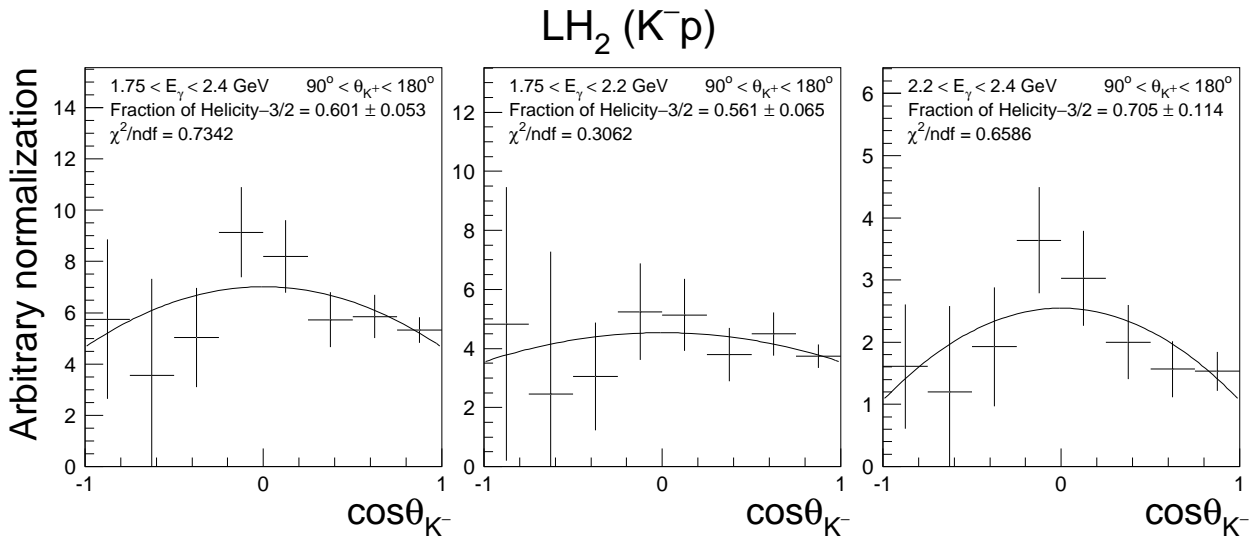 LH₂ (K⁻p)
Arbitrary normalization
1.75 < Eγ < 2.4 GeV 90° < θK⁺ < 180°
Fraction of Helicity−3/2 = 0.601 ± 0.053
χ²/ndf = 0.7342
14
12
10
8
6
4
2
0
-1 0 1
cosθK⁻
1.75 < Eγ < 2.2 GeV 90° < θK⁺ < 180°
Fraction of Helicity−3/2 = 0.561 ± 0.065
χ²/ndf = 0.3062
12
10
8
6
4
2
0
-1 0 1
cosθK⁻
2.2 < Eγ < 2.4 GeV 90° < θK⁺ < 180°
Fraction of Helicity−3/2 = 0.705 ± 0.114
χ²/ndf = 0.6586
6
5
4
3
2
1
0
-1 0 1
cosθK⁻